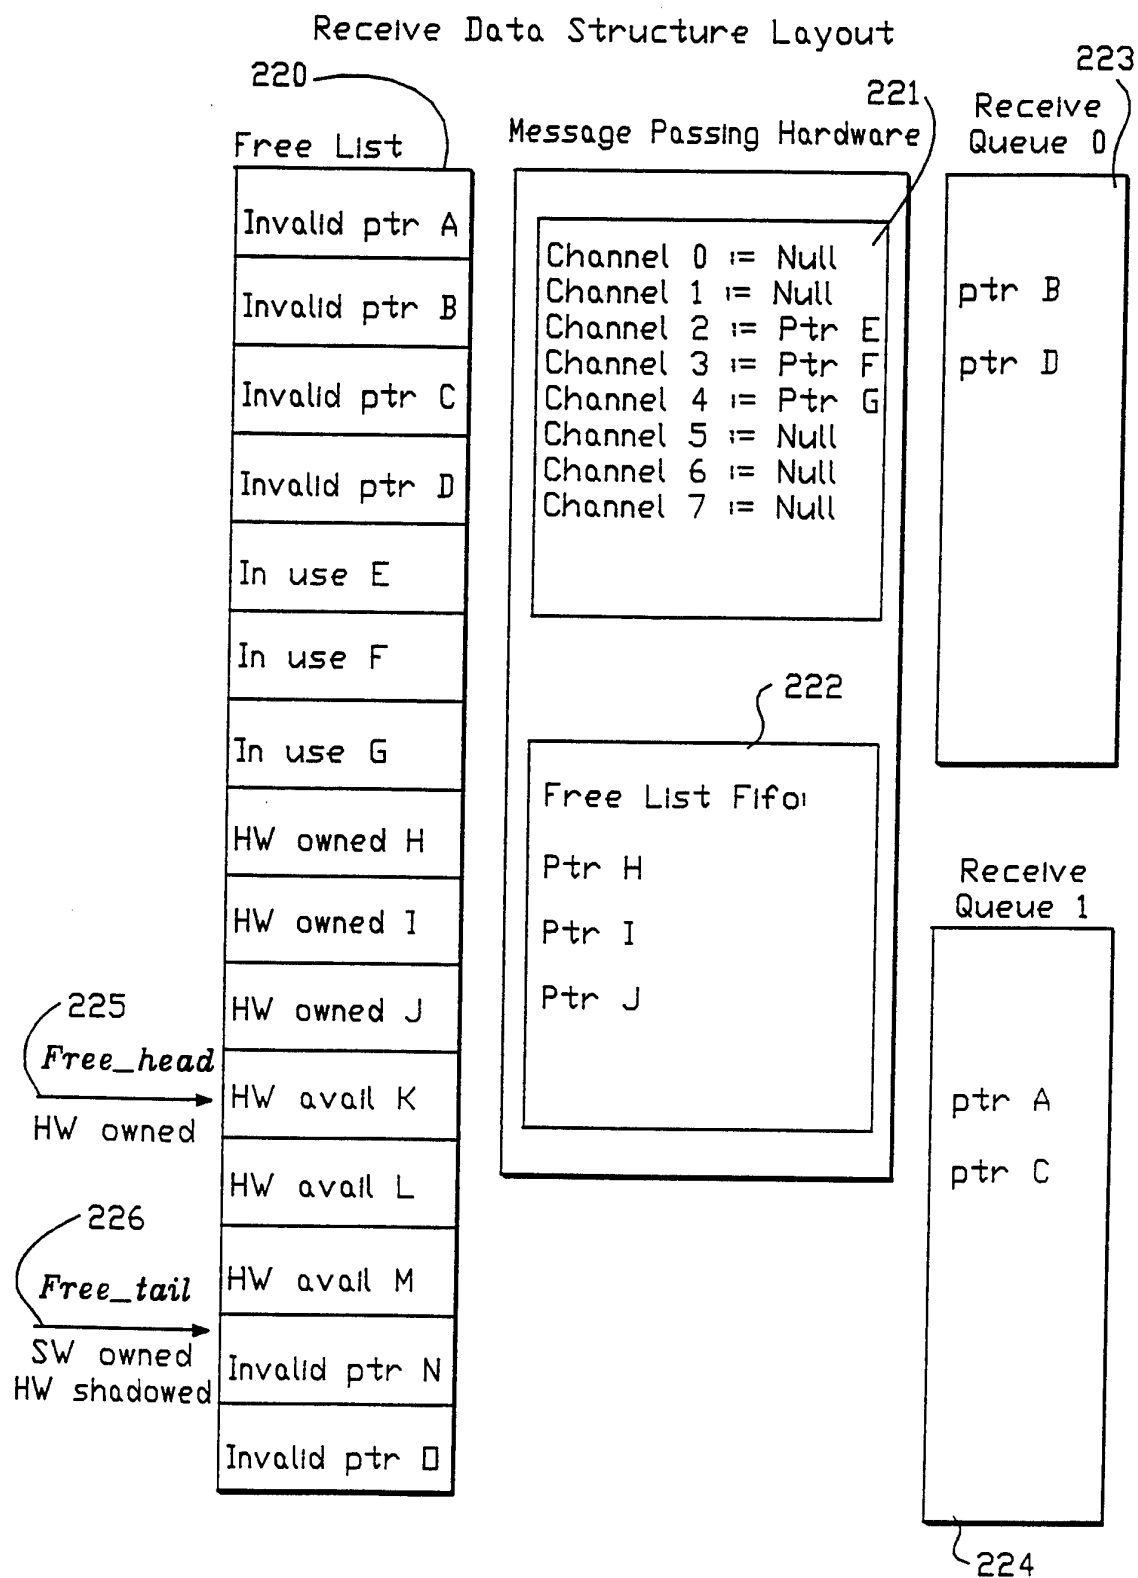 Receive Data Structure Layout
220
Free List
Invalid ptr A
Invalid ptr B
Invalid ptr C
Invalid ptr D
In use E
In use F
In use G
HW owned H
HW owned I
HW owned J
HW avail K
HW avail L
HW avail M
Invalid ptr N
Invalid ptr O
225
Free_head
HW owned
226
Free_tail
SW owned
HW shadowed
221
Message Passing Hardware
Channel 0 := Null
Channel 1 := Null
Channel 2 := Ptr E
Channel 3 := Ptr F
Channel 4 := Ptr G
Channel 5 := Null
Channel 6 := Null
Channel 7 := Null
222
Free List Fifo:
Ptr H
Ptr I
Ptr J
223
Receive
Queue 0
ptr B
ptr D
Receive
Queue 1
ptr A
ptr C
224